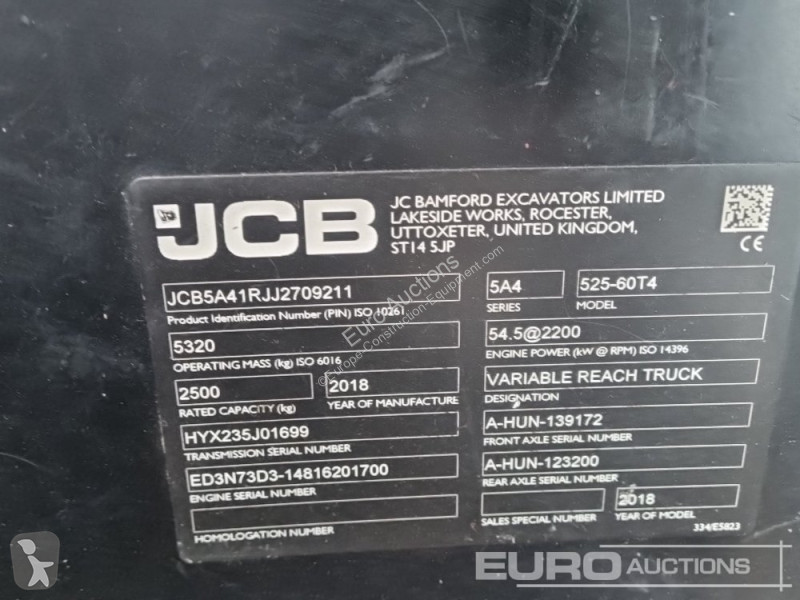 JCB
JC BAMFORD EXCAVATORS LIMITED
LAKESIDE WORKS, ROCESTER,
UTTOXETER, UNITED KINGDOM,
ST14 5JP
CE
JCB5A41RJJ2709211
Product Identification Number (PIN) ISO 10261
5A4
SERIES
525-60T4
MODEL
5320
OPERATING MASS (kg) ISO 6016
54.5@2200
ENGINE POWER (kW @ RPM) ISO 14396
2500
RATED CAPACITY (kg)
2018
YEAR OF MANUFACTURE
VARIABLE REACH TRUCK
DESIGNATION
HYX235J01699
TRANSMISSION SERIAL NUMBER
A-HUN-139172
FRONT AXLE SERIAL NUMBER
ED3N73D3-14816201700
ENGINE SERIAL NUMBER
A-HUN-123200
REAR AXLE SERIAL NUMBER
HOMOLOGATION NUMBER
SALES SPECIAL NUMBER
2018
YEAR OF MODEL
334/E5823
Euro Auctions
©Europe-Construction-Equipment.com
EURO
AUCTIONS